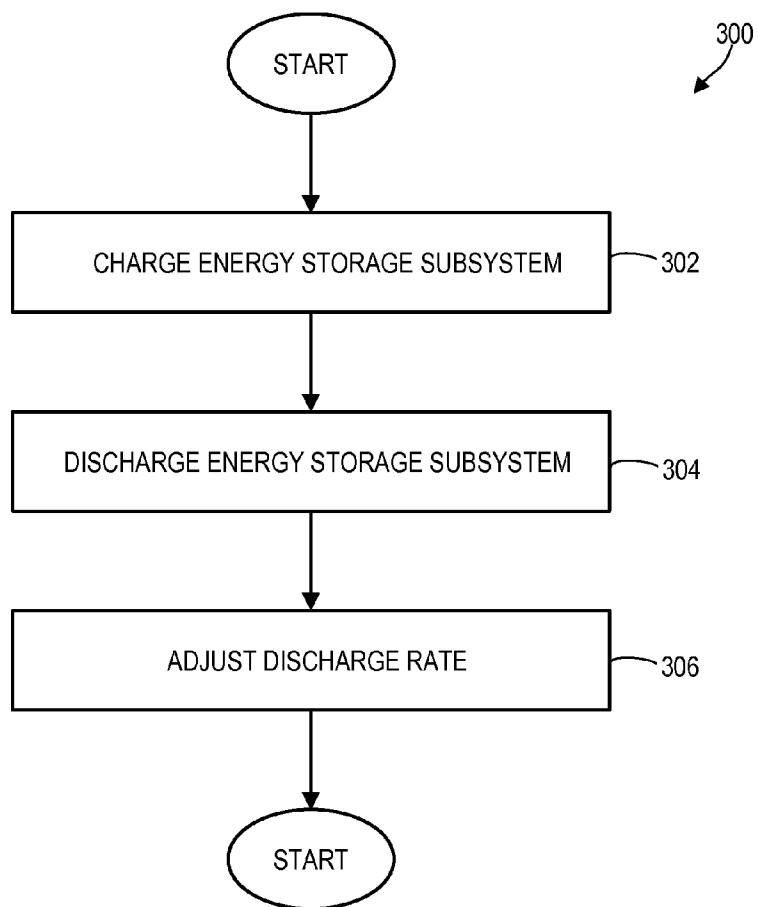 START
300
CHARGE ENERGY STORAGE SUBSYSTEM
302
DISCHARGE ENERGY STORAGE SUBSYSTEM
304
ADJUST DISCHARGE RATE
306
START